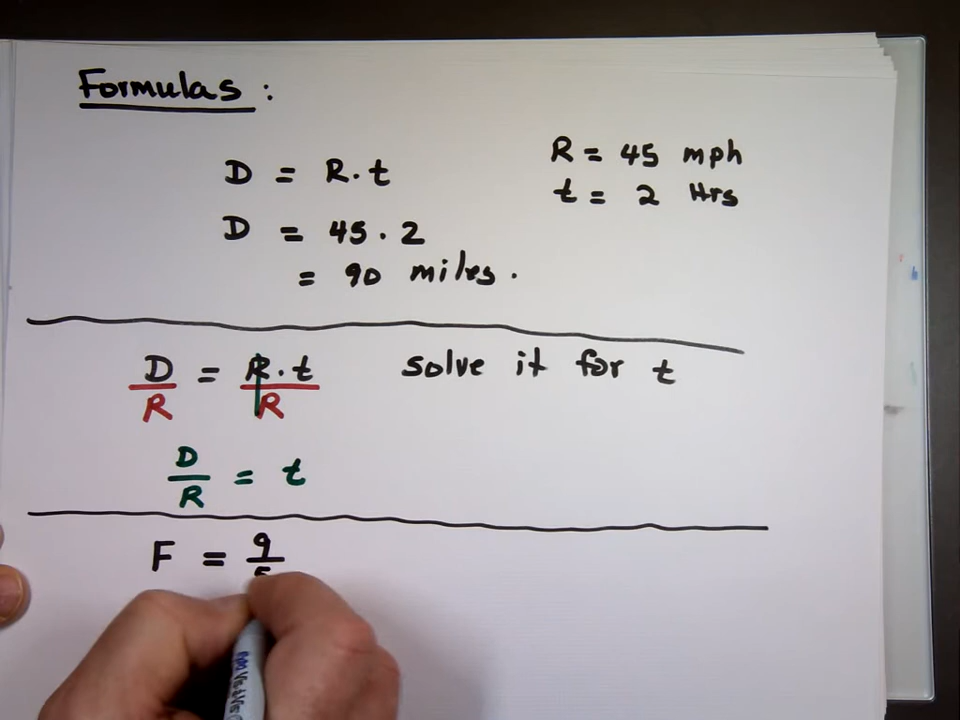 Formulas :
D = R.t
R = 45 mph
t = 2 Hrs
D = 45.2
= 90 miles.
D/R = R.t/R solve it for t
D/R = t
F = 9/5